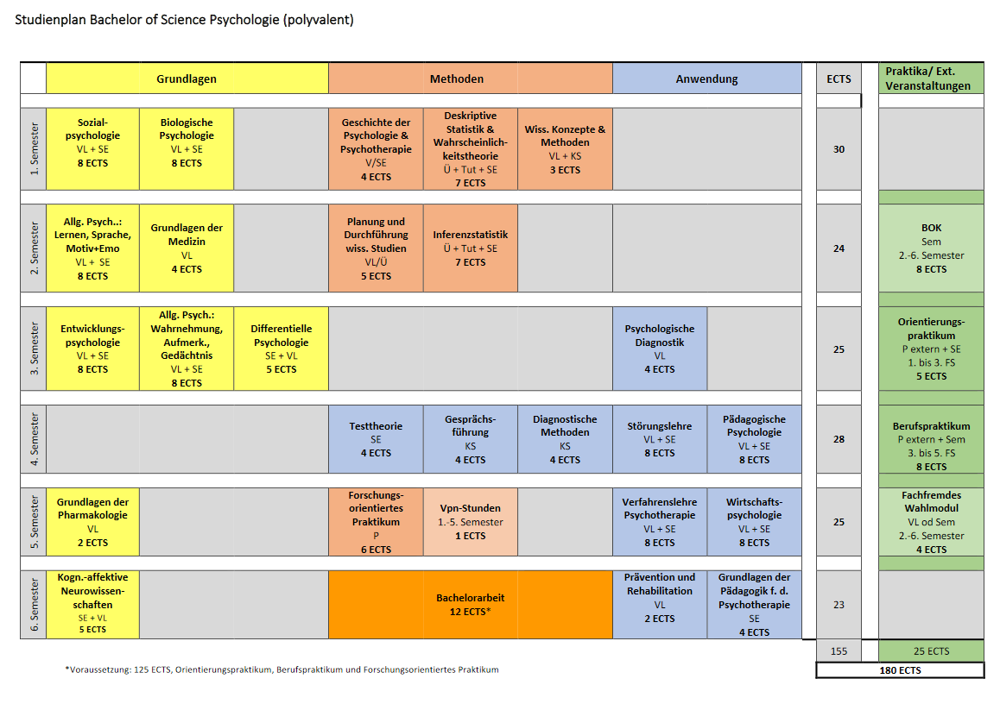 Studienplan Bachelor of Science Psychologie (polyvalent)
Grundlagen
Methoden
Anwendung
ECTS
Praktika/ Ext.
Veranstaltungen
1. Semester
Sozial-
psychologie
VL + SE
8 ECTS
Biologische
Psychologie
VL + SE
8 ECTS
Geschichte der
Psychologie &
Psychotherapie
V/SE
4 ECTS
Deskriptive
Statistik &
Wahrscheinlich-
keitstheorie
Ü + Tut + SE
7 ECTS
Wiss. Konzepte &
Methoden
VL + KS
3 ECTS
30
2. Semester
Allg. Psych..:
Lernen, Sprache,
Motiv+Emo
VL + SE
8 ECTS
Grundlagen der
Medizin
VL
4 ECTS
Planung und
Durchführung
wiss. Studien
VL/Ü
5 ECTS
Inferenzstatistik
Ü + Tut + SE
7 ECTS
24
BOK
Sem
2.-6. Semester
8 ECTS
3. Semester
Entwicklungs-
psychologie
VL + SE
8 ECTS
Allg. Psych.:
Wahrnehmung,
Aufmerk.,
Gedächtnis
VL + SE
8 ECTS
Differentielle
Psychologie
SE + VL
5 ECTS
Psychologische
Diagnostik
VL
4 ECTS
25
Orientierungs-
praktikum
P extern + SE
1. bis 3. FS
5 ECTS
4. Semester
Testtheorie
SE
4 ECTS
Gesprächs-
führung
KS
4 ECTS
Diagnostische
Methoden
KS
4 ECTS
Störungslehre
VL + SE
8 ECTS
Pädagogische
Psychologie
VL + SE
8 ECTS
28
Berufspraktikum
P extern + Sem
3. bis 5. FS
8 ECTS
5. Semester
Grundlagen der
Pharmakologie
VL
2 ECTS
Forschungs-
orientiertes
Praktikum
P
6 ECTS
Vpn-Stunden
1.-5. Semester
1 ECTS
Verfahrenslehre
Psychotherapie
VL + SE
8 ECTS
Wirtschafts-
psychologie
VL + SE
8 ECTS
25
Fachfremdes
Wahlmodul
VL od Sem
2.-6. Semester
4 ECTS
6. Semester
Kogn.-affektive
Neurowissen-
schaften
SE + VL
5 ECTS
Bachelorarbeit
12 ECTS*
Prävention und
Rehabilitation
VL
2 ECTS
Grundlagen der
Pädagogik f. d.
Psychotherapie
SE
4 ECTS
23
155
25 ECTS
180 ECTS
*Voraussetzung: 125 ECTS, Orientierungspraktikum, Berufspraktikum und Forschungsorientiertes Praktikum